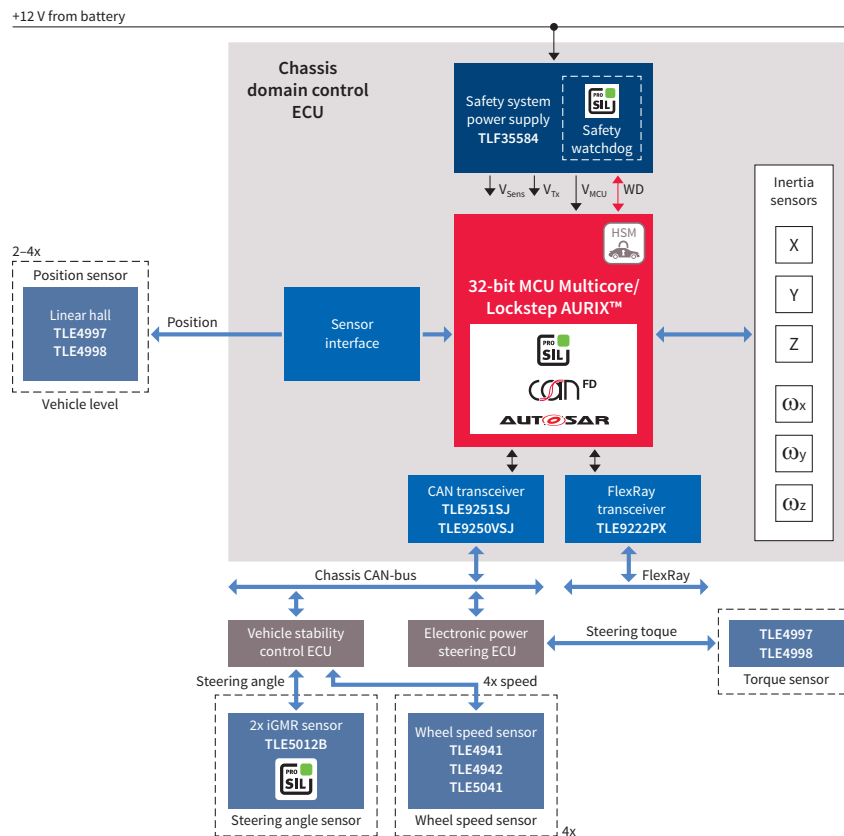 +12 V from battery
Chassis
domain control
ECU
Safety system
power supply
TLF35584
PRO
SIL
Safety
watchdog
VSens
VTx
VMCU
WD
Inertia
sensors
X
Y
Z
ωx
ωy
ωz
HSM
32-bit MCU Multicore/
Lockstep AURIX™
PRO
SIL
CAN FD
AUTOSAR
2–4x
Position sensor
Linear hall
TLE4997
TLE4998
Vehicle level
Position
Sensor
interface
CAN transceiver
TLE9251SJ
TLE9250VSJ
FlexRay
transceiver
TLE9222PX
Chassis CAN-bus
FlexRay
Vehicle stability
control ECU
Electronic power
steering ECU
Steering toque
TLE4997
TLE4998
Torque sensor
Steering angle
4x speed
2x iGMR sensor
TLE5012B
PRO
SIL
Steering angle sensor
Wheel speed sensor
TLE4941
TLE4942
TLE5041
Wheel speed sensor
4x